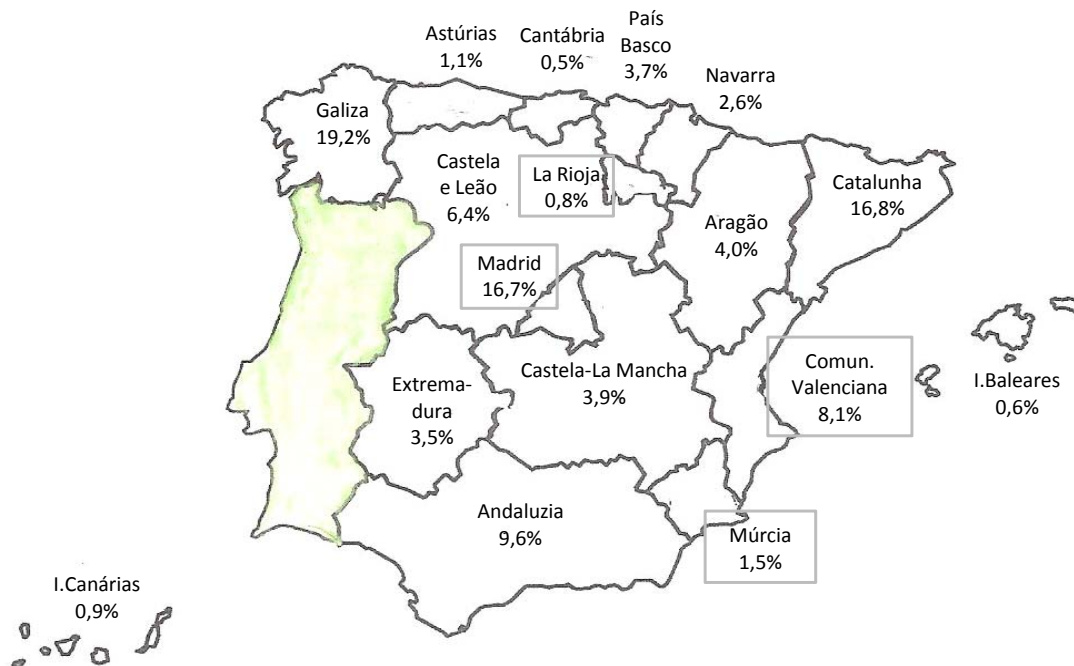 Astúrias
1,1%
Cantábria
0,5%
País
Basco
3,7%
Navarra
2,6%
Galiza
19,2%
Castela
e Leão
6,4%
La Rioja
0,8%
Catalunha
16,8%
Aragão
4,0%
Madrid
16,7%
Castela-La Mancha
3,9%
Comun.
Valenciana
8,1%
I.Baleares
0,6%
Extrema-
dura
3,5%
Andaluzia
9,6%
Múrcia
1,5%
I.Canárias
0,9%